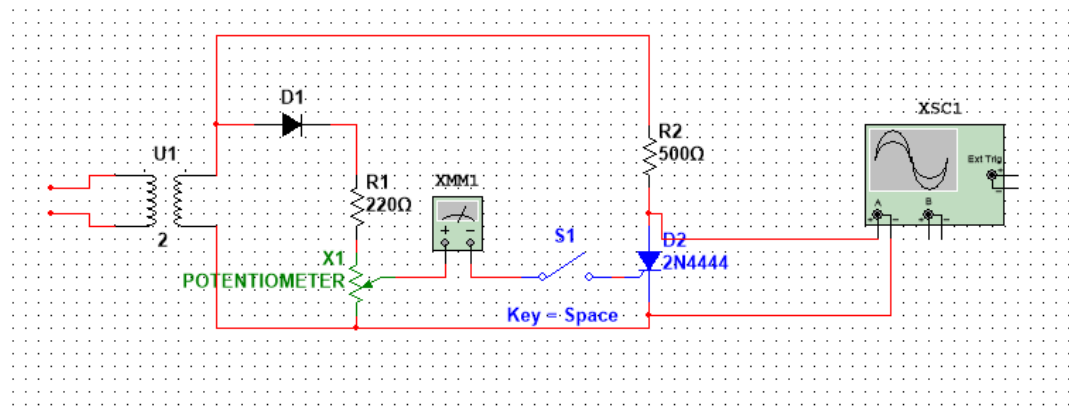 XSC1
D1
R2
500Ω
Ext Trig
U1
R1
220Ω
XMM1
A
B
S1
D2
2N4444
2
X1
POTENTIOMETER
Key = Space